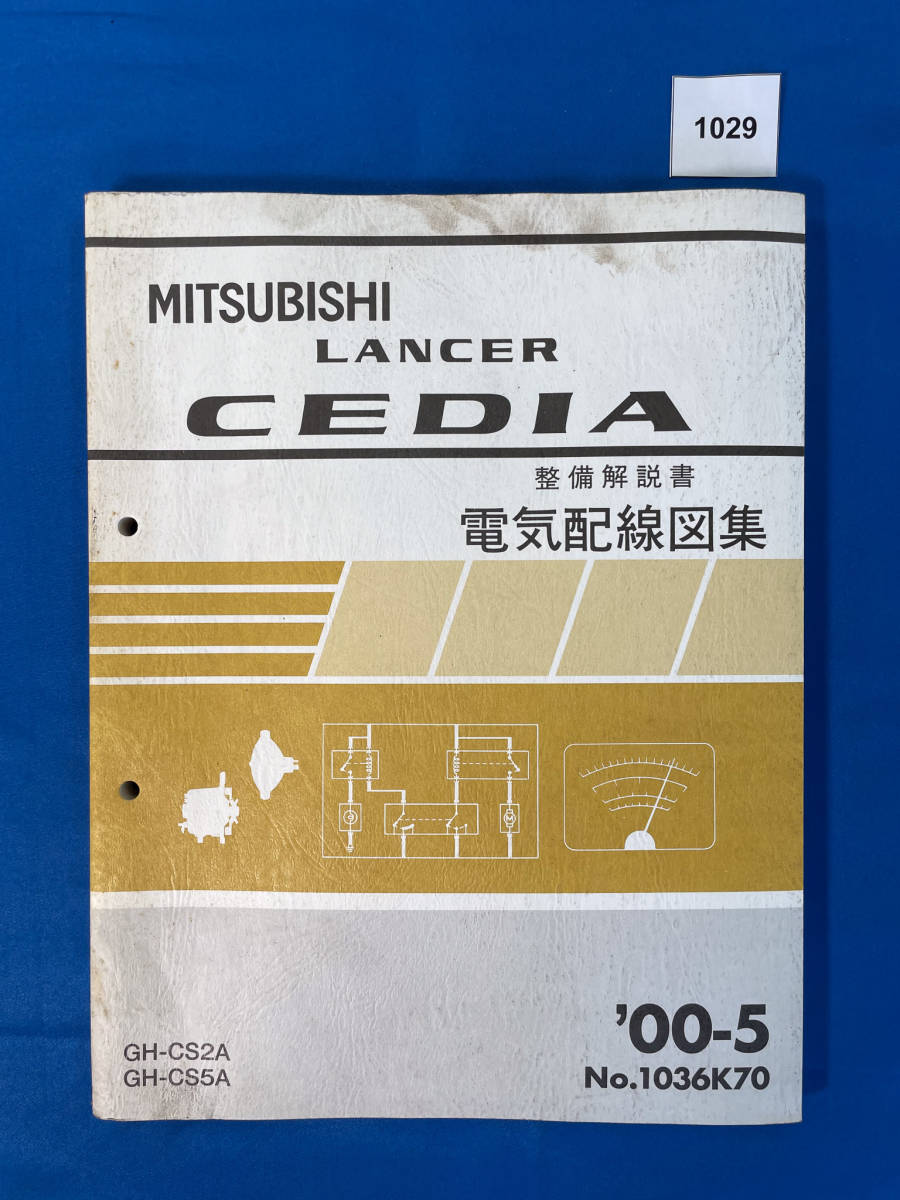 1029
MITSUBISHI
LANCER
CEDIA
整備解説書
電気配線図集
M
GH-CS2A
GH-CS5A
'00-5
No.1036K70